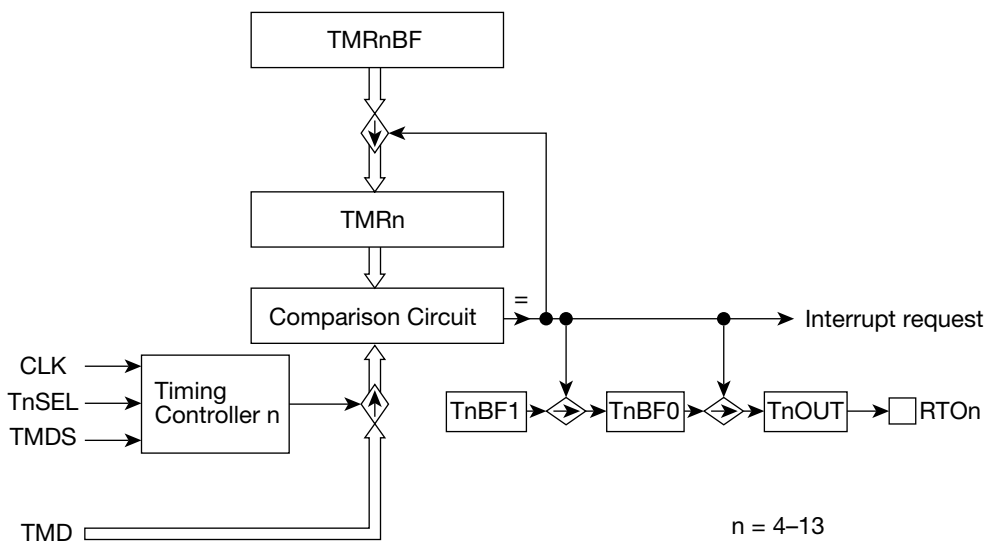 TMRnBF
TMRn
Comparison Circuit
=
Interrupt request
CLK
TnSEL
TMDS
Timing
Controller n
TnBF1
TnBF0
TnOUT
RTOn
TMD
n = 4–13